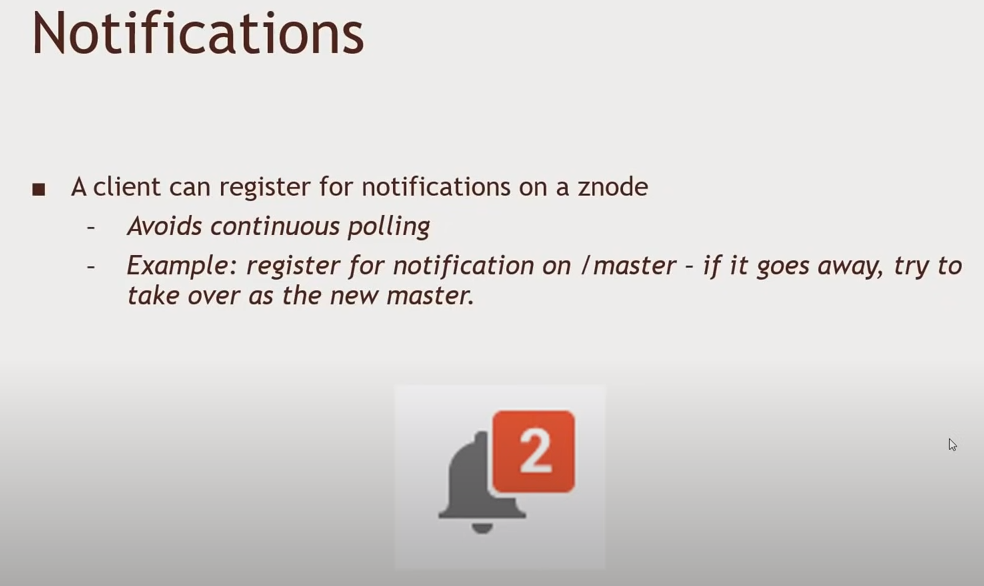 Notifications
■ A client can register for notifications on a znode
– Avoids continuous polling
– Example: register for notification on /master – if it goes away, try to
take over as the new master.
2